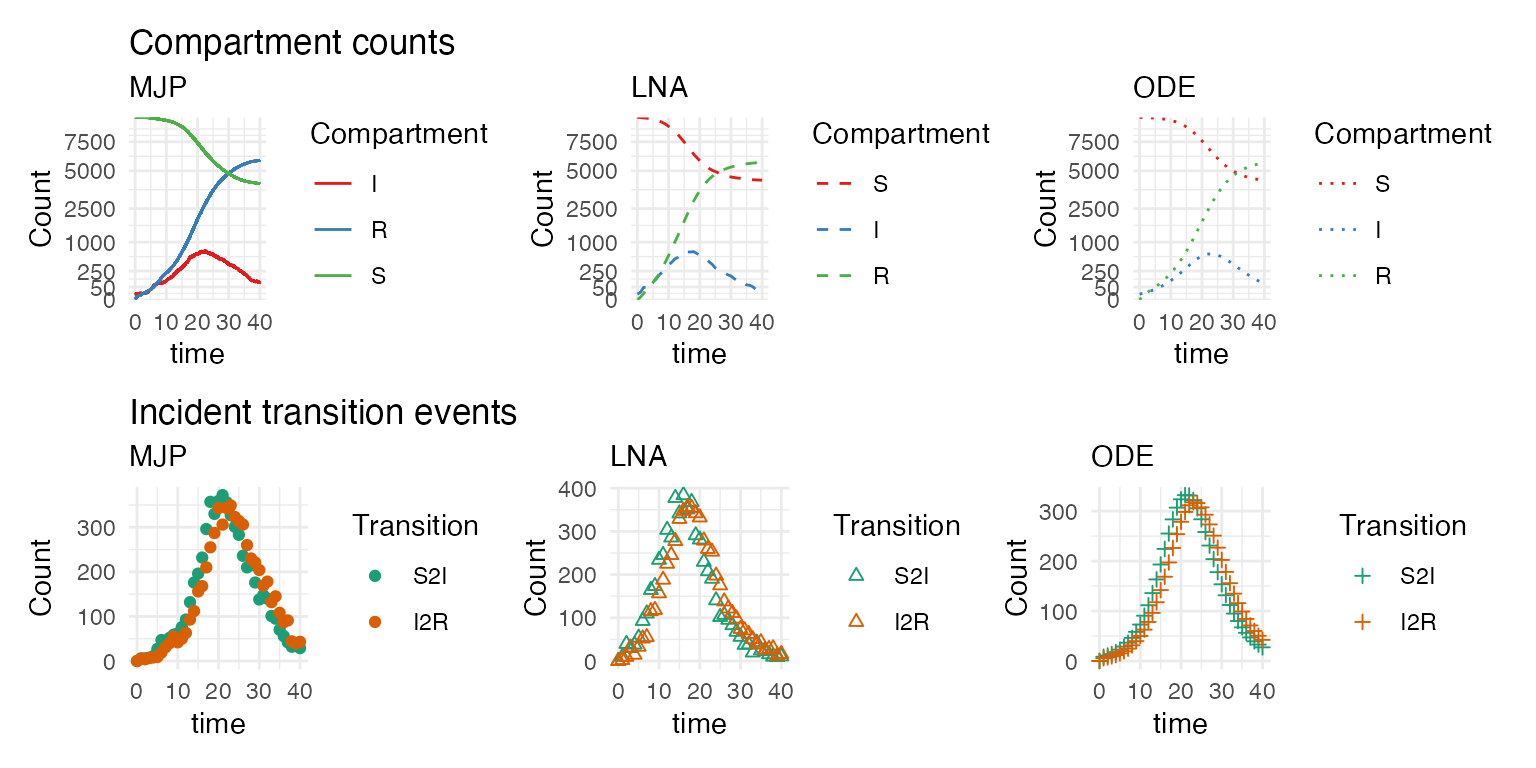 Compartment counts
MJP
Count
7500
5000
2500
1000
250
50
0
0 10 20 30 40
time
Compartment
I
R
S
LNA
Count
7500
5000
2500
1000
250
50
0
0 10 20 30 40
time
Compartment
S
I
R
ODE
Count
7500
5000
2500
1000
250
50
0
0 10 20 30 40
time
Compartment
S
I
R
Incident transition events
MJP
Count
300
200
100
0
0 10 20 30 40
time
Transition
S2I
I2R
LNA
Count
400
300
200
100
0
0 10 20 30 40
time
Transition
S2I
I2R
ODE
Count
300
200
100
0
0 10 20 30 40
time
Transition
S2I
I2R